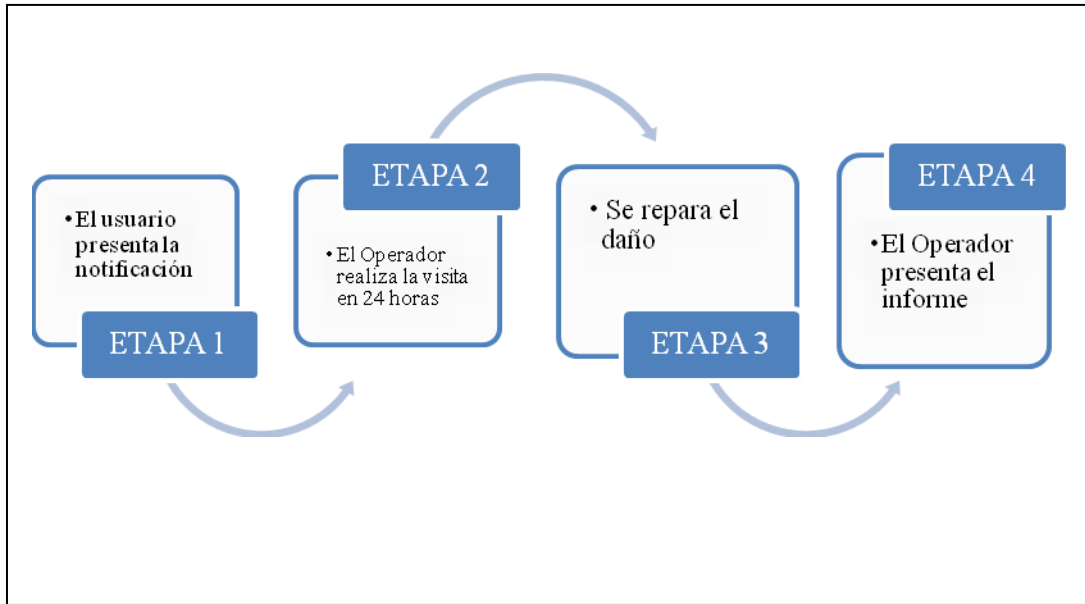 • El usuario
presenta la
notificación
ETAPA 1
ETAPA 2
• El Operador
realiza la visita
en 24 horas
• Se repara el
daño
ETAPA 3
ETAPA 4
• El Operador
presenta el
informe